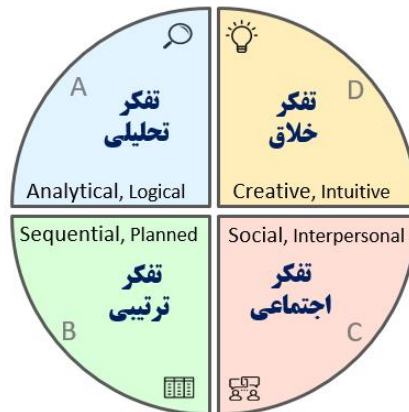 A
تفکر
تحلیلی
Analytical, Logical
D
تفکر
خلاق
Creative, Intuitive
Sequential, Planned
تفکر
ترتیبی
B
Social, Interpersonal
تفکر
اجتماعی
C